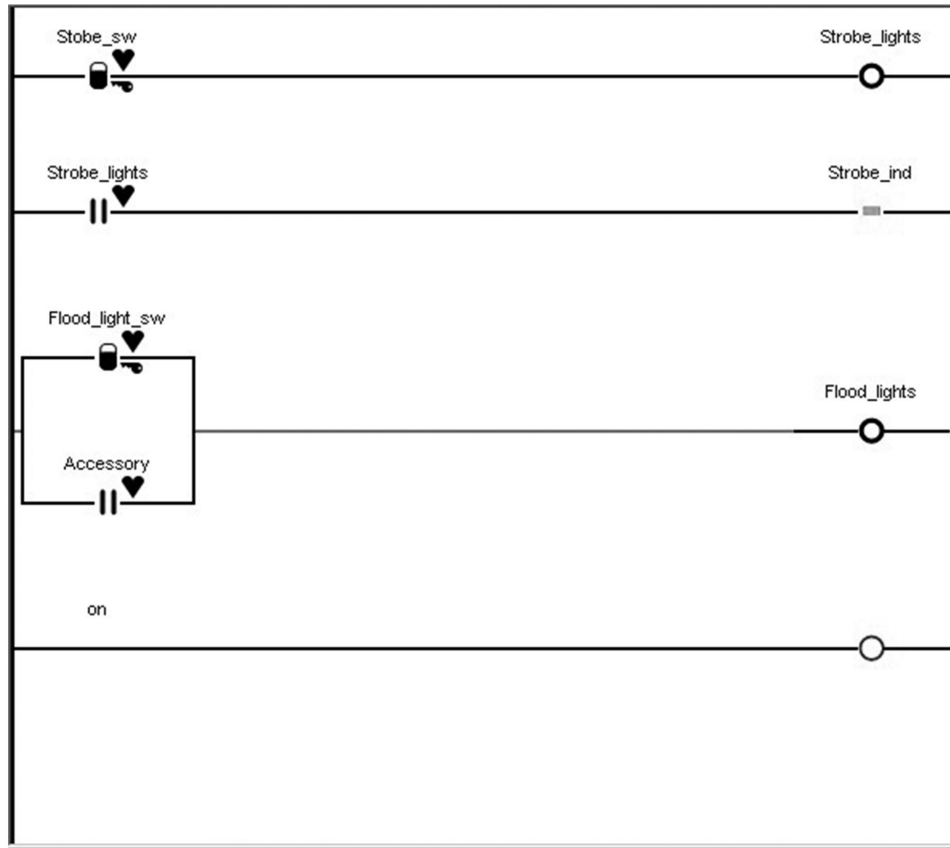 Stobe_sw
Strobe_lights
Strobe_lights
Strobe_ind
Flood_light_sw
Flood_lights
Accessory
on